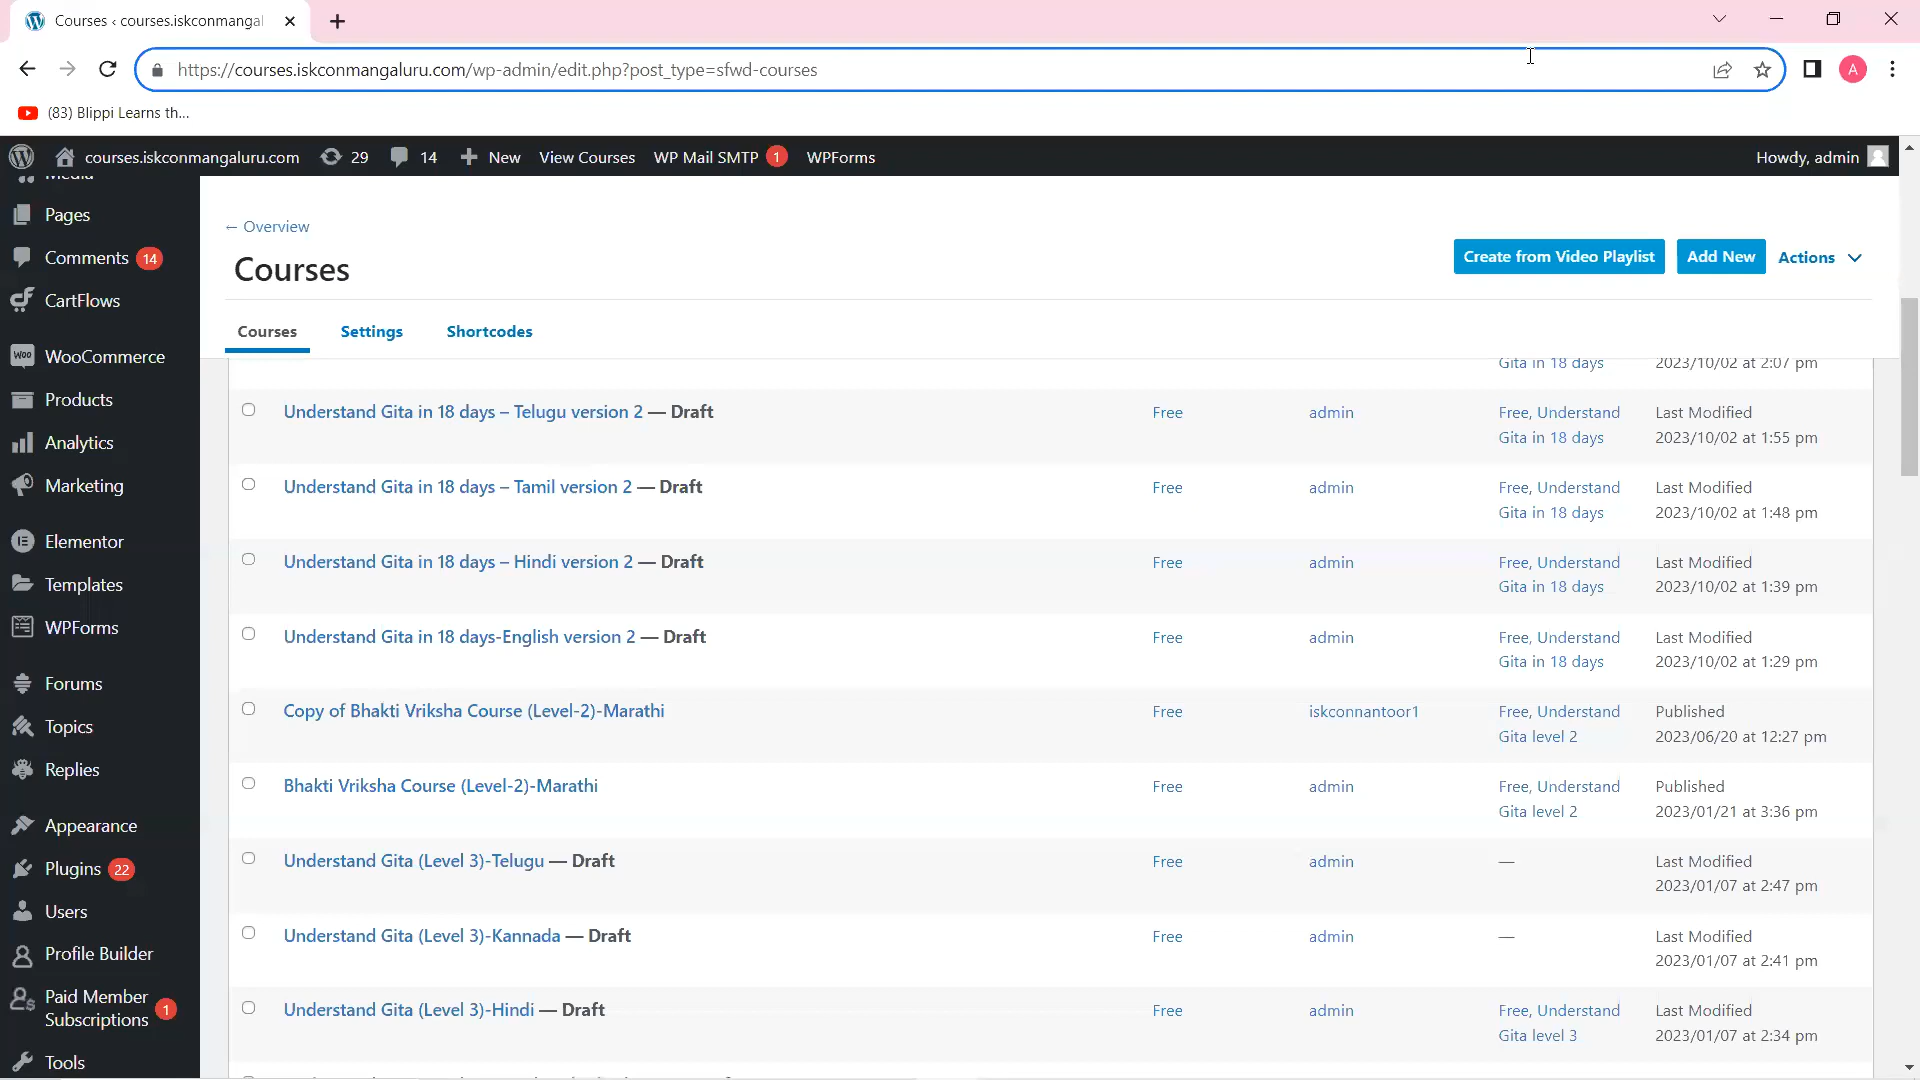 Courses ‹ courses.iskconmangal
https://courses.iskconmangaluru.com/wp-admin/edit.php?post_type=sfwd-courses
A
(83) Blippi Learns th...
courses.iskconmangaluru.com 29 14 New View Courses WP Mail SMTP 1 WPForms Howdy, admin
Media
Pages
Comments 14
CartFlows
WooCommerce
Products
Analytics
Marketing
Elementor
Templates
WPForms
Forums
Topics
Replies
Appearance
Plugins 22
Users
Profile Builder
Paid Member
Subscriptions 1
Tools
← Overview
Courses
Create from Video Playlist Add New Actions
Courses Settings Shortcodes
Gita in 18 days 2023/10/02 at 2:07 pm
Understand Gita in 18 days – Telugu version 2 — Draft Free admin Free, Understand Last Modified
Gita in 18 days 2023/10/02 at 1:55 pm
Understand Gita in 18 days – Tamil version 2 — Draft Free admin Free, Understand Last Modified
Gita in 18 days 2023/10/02 at 1:48 pm
Understand Gita in 18 days – Hindi version 2 — Draft Free admin Free, Understand Last Modified
Gita in 18 days 2023/10/02 at 1:39 pm
Understand Gita in 18 days-English version 2 — Draft Free admin Free, Understand Last Modified
Gita in 18 days 2023/10/02 at 1:29 pm
Copy of Bhakti Vriksha Course (Level-2)-Marathi Free iskconnantoor1 Free, Understand Published
Gita level 2 2023/06/20 at 12:27 pm
Bhakti Vriksha Course (Level-2)-Marathi Free admin Free, Understand Published
Gita level 2 2023/01/21 at 3:36 pm
Understand Gita (Level 3)-Telugu — Draft Free admin — Last Modified
2023/01/07 at 2:47 pm
Understand Gita (Level 3)-Kannada — Draft Free admin — Last Modified
2023/01/07 at 2:41 pm
Understand Gita (Level 3)-Hindi — Draft Free admin Free, Understand Last Modified
Gita level 3 2023/01/07 at 2:34 pm